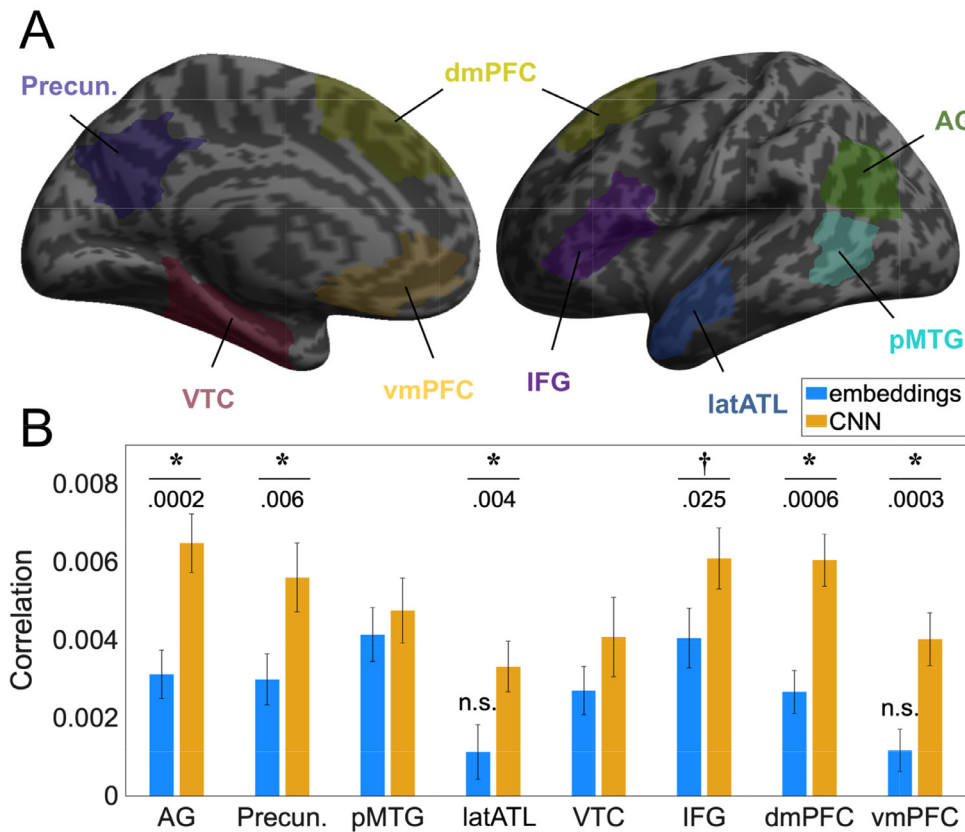 A
Precun.
dmPFC
AG
VTC
vmPFC
IFG
latATL
pMTG
B
embeddings
CNN
* * * † * *
.0002 .006 .004 .025 .0006 .0003
0.008
0.006
0.004
0.002
0
Correlation
n.s.
n.s.
AG Precun. pMTG latATL VTC IFG dmPFC vmPFC